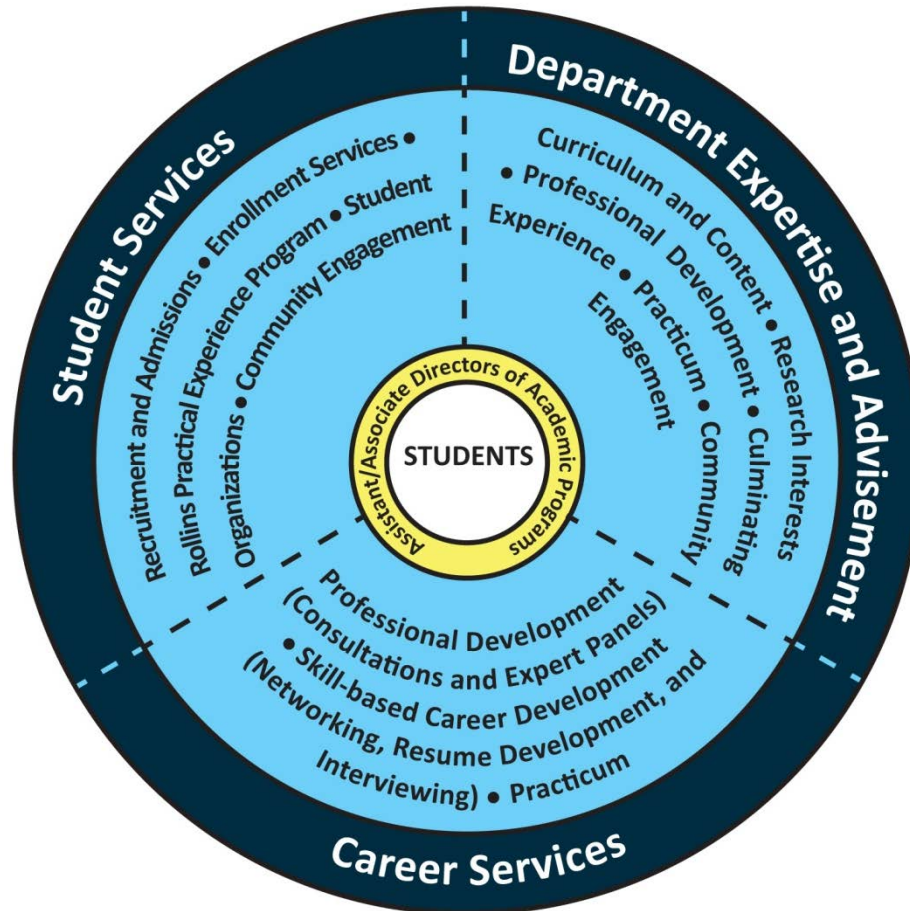 Student Services
Recruitment and Admissions • Enrollment Services •
Rollins Practical Experience Program • Student
Organizations • Community Engagement
Department Expertise and Advisement
Curriculum and Content • Research Interests
• Professional Development • Culminating
Experience • Practicum • Community
Engagement
Assistant/Associate Directors of Academic Programs
STUDENTS
Professional Development
(Consultations and Expert Panels)
• Skill-based Career Development
(Networking, Resume Development, and
Interviewing) • Practicum
Career Services